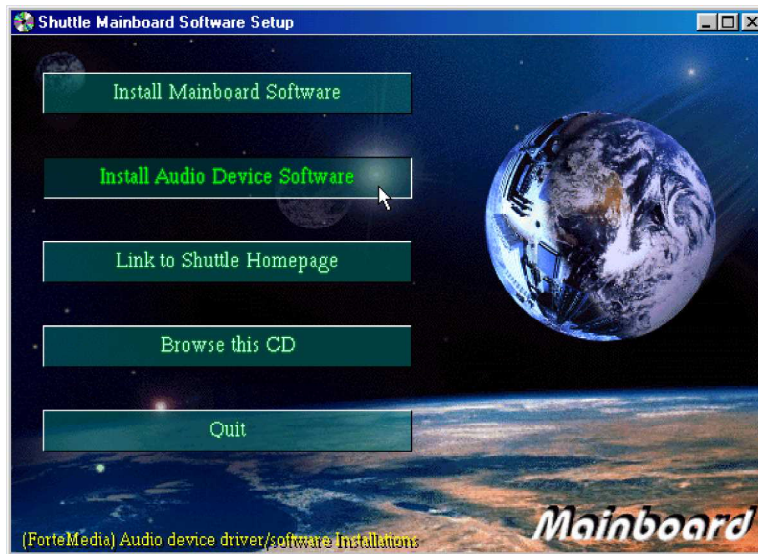 Shuttle Mainboard Software Setup
Install Mainboard Software
Install Audio Device Software
Link to Shuttle Homepage
Browse this CD
Quit
Mainboard
(ForteMedia) Audio device driver/software Installations